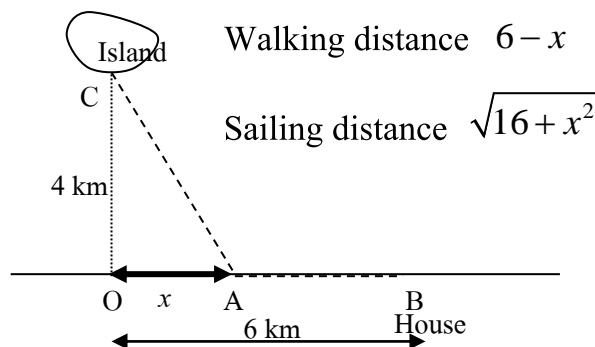 Island
Walking distance 6 − x
C
Sailing distance √16 + x²
4 km
O x A B
House
6 km